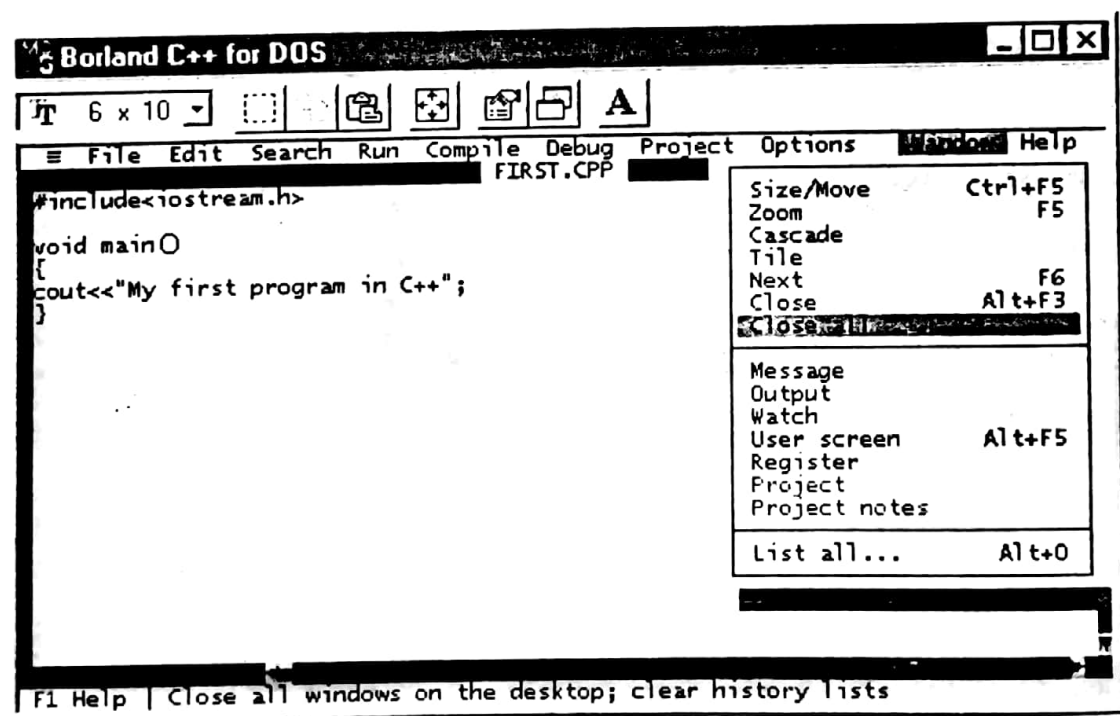 Borland C++ for DOS
Tr 6 x 10 A
≡ File Edit Search Run Compile Debug Project Options Window Help
FIRST.CPP
#include<iostream.h>
void main()
{
cout<<"My first program in C++";
}
Size/Move Ctrl+F5
Zoom F5
Cascade
Tile
Next F6
Close Alt+F3
Close all
Message
Output
Watch
User screen Alt+F5
Register
Project
Project notes
List all... Alt+0
F1 Help | Close all windows on the desktop; clear history lists